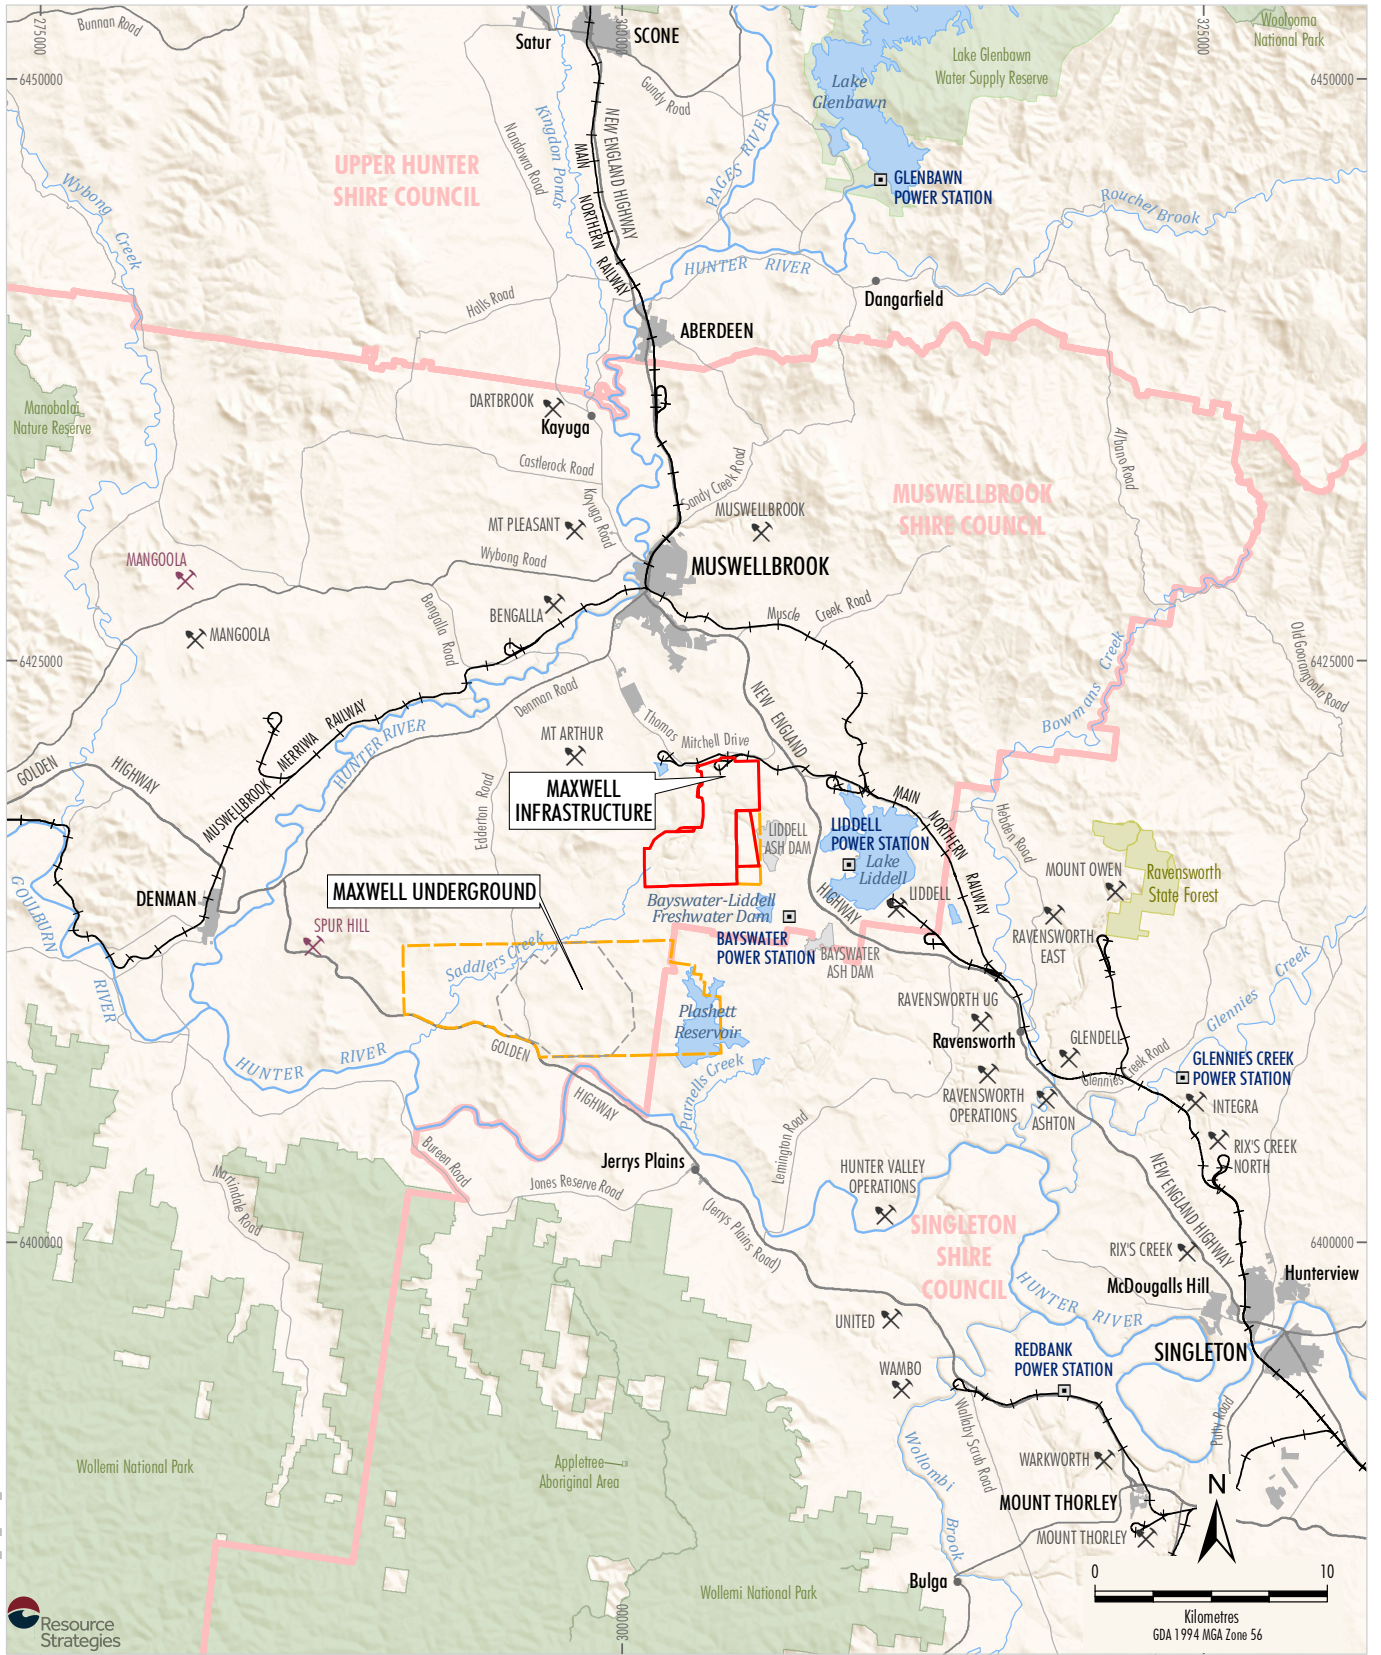 Bunnan Road
275000
Satur
SCONE
300000
325000
Woolooma
National Park
6450000
6450000
Gundy Road
Lake
Glenbawn
Lake Glenbawn
Water Supply Reserve
Kingdon Ponds
Nandowra Road
MAIN
NORTHERN
RAILWAY
NEW ENGLAND HIGHWAY
PAGES RIVER
UPPER HUNTER
SHIRE COUNCIL
GLENBAWN
POWER STATION
Wybong
Creek
Rouchel Brook
HUNTER RIVER
Dangarfield
Halls Road
ABERDEEN
Manobalai
Nature Reserve
DARTBROOK
Kayuga
Castlerock Road
Kayuga Road
Sandy Creek Road
Albano Road
MUSWELLBROOK
SHIRE COUNCIL
MUSWELLBROOK
MT PLEASANT
Wybong Road
MUSWELLBROOK
MANGOOLA
MANGOOLA
Bengalla Road
BENGALLA
Muscle
Creek Road
Old Goorangoola Road
6425000
6425000
Bowmans Creek
Denman Road
Thomas
Mitchell Drive
NEW ENGLAND
HIGHWAY
MT ARTHUR
MUSWELLBROOK
MERRIWA
RAILWAY
HUNTER RIVER
GOLDEN
HIGHWAY
Edderton Road
MAXWELL
INFRASTRUCTURE
MAIN
NORTHERN
RAILWAY
Hebden Road
LIDDELL
ASH DAM
LIDDELL
POWER STATION
Lake
Liddell
LIDDELL
MOUNT OWEN
Ravensworth
State Forest
DENMAN
MAXWELL UNDERGROUND
Bayswater-Liddell
Freshwater Dam
GOULBURN
RIVER
SPUR HILL
BAYSWATER
POWER STATION
BAYSWATER
ASH DAM
RAVENSWORTH
EAST
Saddlers Creek
Glennies Creek
Plashett
Reservoir
RAVENSWORTH UG
Ravensworth
GLENDELL
Glennies Creek Road
GLENNIES CREEK
POWER STATION
HUNTER RIVER
GOLDEN
HIGHWAY
Parnells Creek
RAVENSWORTH
OPERATIONS
ASHTON
INTEGRA
RIX'S CREEK
NORTH
Bureen Road
Martindale Road
Jerrys Plains
Jones Reserve Road
Lemington Road
HUNTER VALLEY
OPERATIONS
NEW ENGLAND HIGHWAY
(Jerrys Plains Road)
SINGLETON
SHIRE
COUNCIL
6400000
6400000
RIX'S CREEK
McDougalls Hill
Hunterview
HUNTER RIVER
UNITED
REDBANK
POWER STATION
SINGLETON
WAMBO
Wallaby Scrub Road
Putty Road
Wollombi
Brook
Wollemi National Park
Appletree
Aboriginal Area
WARKWORTH
MOUNT THORLEY
MOUNT THORLEY
N
Bulga
Wollemi National Park
300000
0
10
Kilometres
GDA 1994 MGA Zone 56
Resource
Strategies